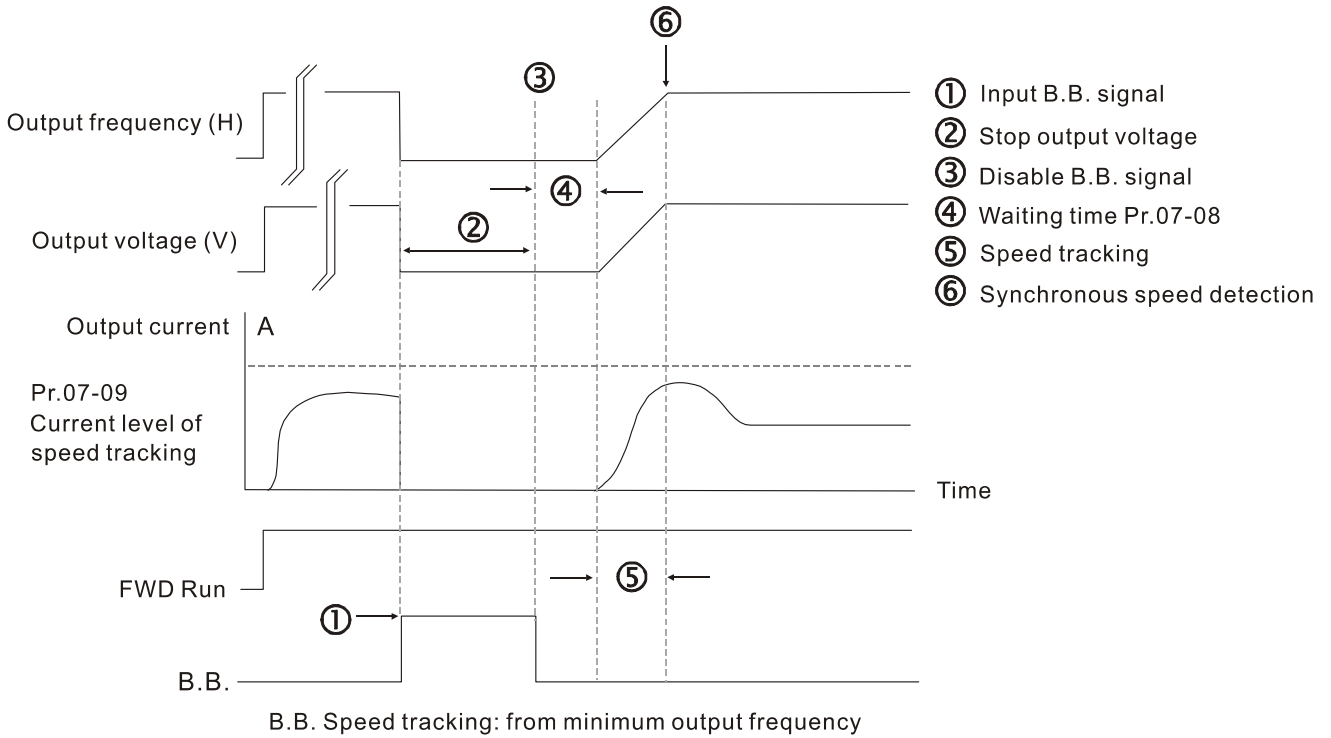 ⑥
③
Output frequency (H)
④
②
Output voltage (V)
① Input B.B. signal
② Stop output voltage
③ Disable B.B. signal
④ Waiting time Pr.07-08
⑤ Speed tracking
⑥ Synchronous speed detection
Output current
A
Pr.07-09
Current level of
speed tracking
Time
FWD Run
⑤
①
B.B.
B.B. Speed tracking: from minimum output frequency